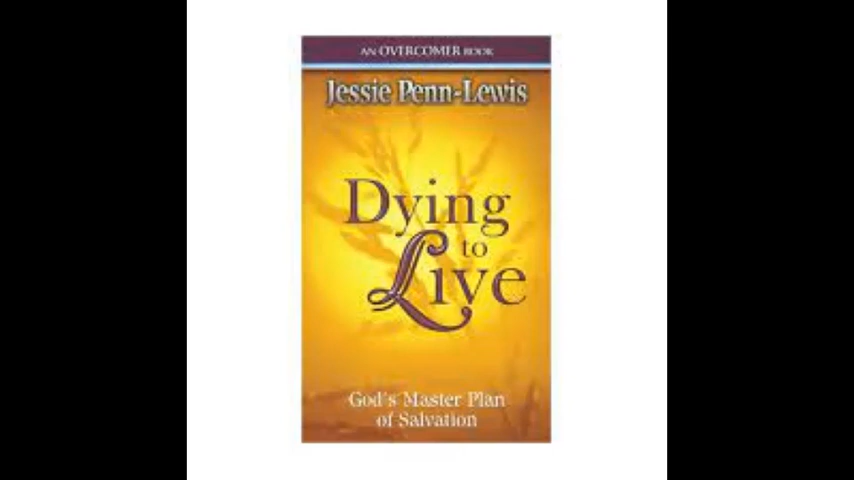 AN OVERCOMER BOOK
Jessie Penn-Lewis
Dying
to
Live
God's Master Plan
of Salvation